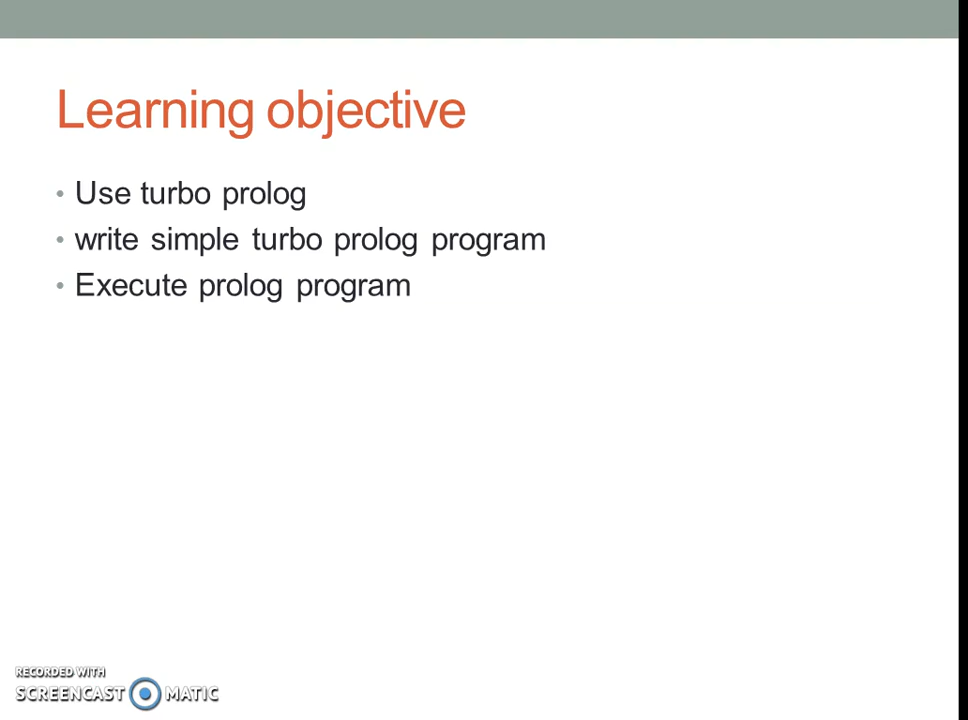 Learning objective
• Use turbo prolog
• write simple turbo prolog program
• Execute prolog program
RECORDED WITH
SCREENCAST MATIC